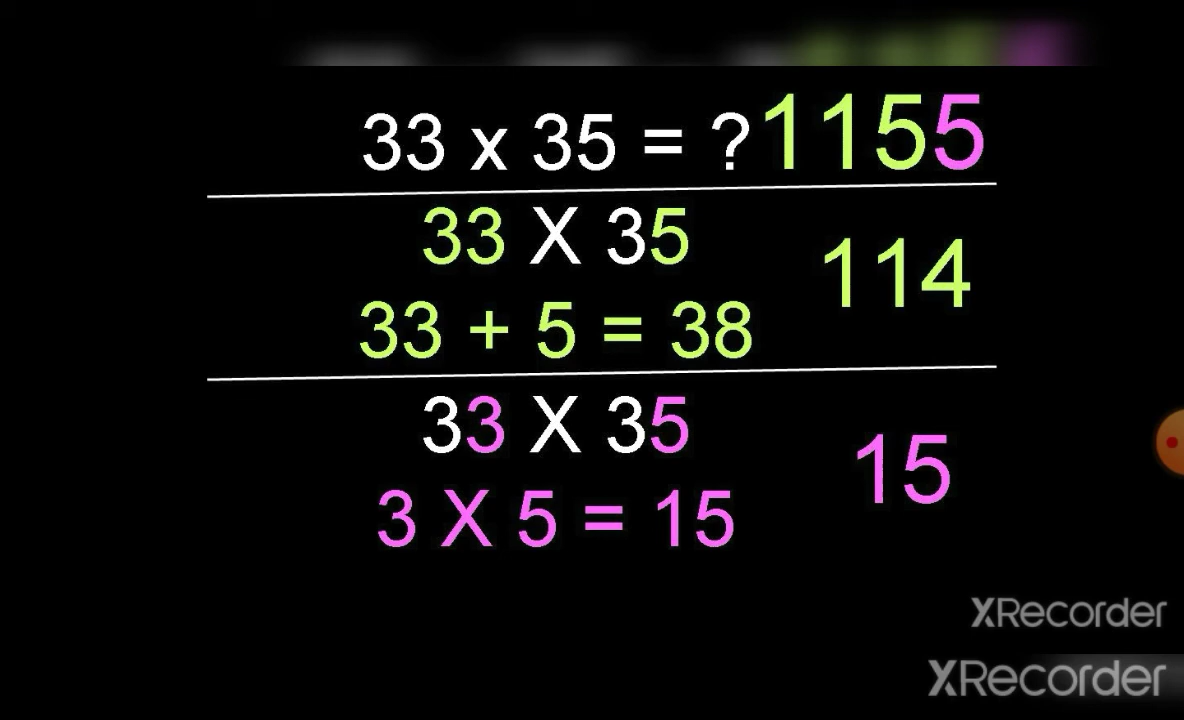 33 x 35 = ? 1155
33 X 35
114
33 + 5 = 38
33 X 35
15
3 X 5 = 15
XRecorder
XRecorder